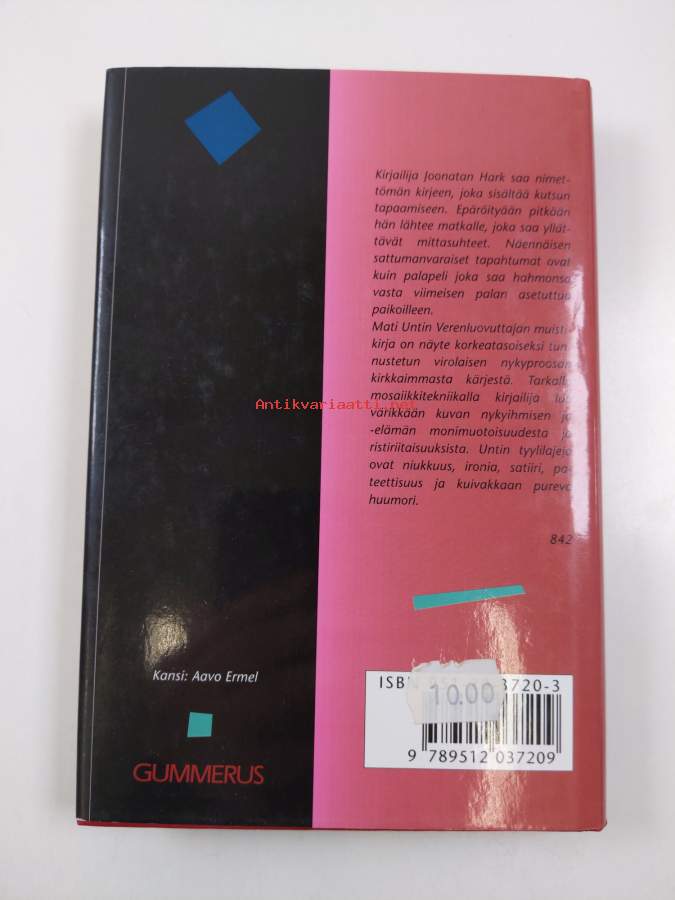 Kirjailija Joonatan Hark saa nimet-
tömän kirjeen, joka sisältää kutsun
tapaamiseen. Epäröityään pitkään
hän lähtee matkalle, joka saa yllät-
tävät mittasuhteet. Näennäisen
sattumanvaraiset tapahtumat ovat
kuin palapeli joka saa hahmonsa
vasta viimeisen palan asetuttua
paikoilleen.
Mati Untin Verenluovuttajan muisti-
kirja on näyte korkeatasoiseksi tun-
nustetun virolaisen nykyproosan
kirkkaimmasta kärjestä. Tarkalla
Antikvariaatti.net
mosaiikkitekniikalla kirjailija luo
värikkään kuvan nykyihmisen ja
-elämän monimuotoisuudesta ja
ristiriitaisuuksista. Untin tyylilajeja
ovat niukkuus, ironia, satiiri, pa-
teettisuus ja kuivakkaan pureva
huumori.
842
Kansi: Aavo Ermel
GUMMERUS
ISBN 3720-3
10.00
9 789512 037209